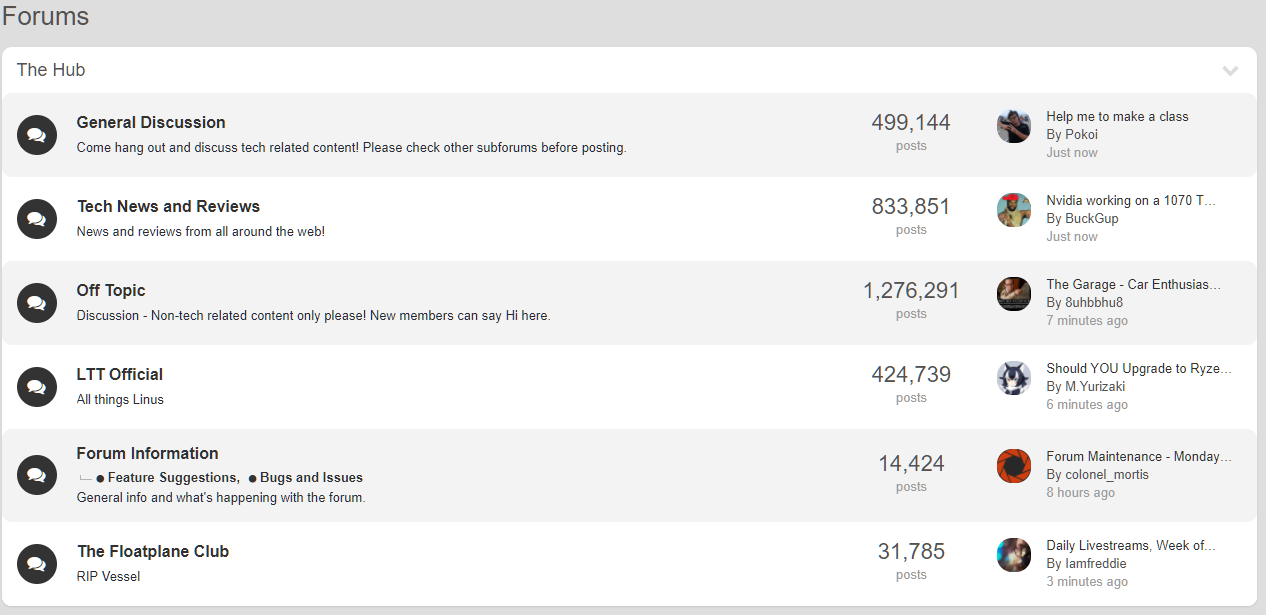 Forums
The Hub
General Discussion
Come hang out and discuss tech related content! Please check other subforums before posting.
499,144
posts
Help me to make a class
By Pokoi
Just now
Tech News and Reviews
News and reviews from all around the web!
833,851
posts
Nvidia working on a 1070 T...
By BuckGup
Just now
Off Topic
Discussion - Non-tech related content only please! New members can say Hi here.
1,276,291
posts
The Garage - Car Enthusias...
By 8uhbbhu8
7 minutes ago
LTT Official
All things Linus
424,739
posts
Should YOU Upgrade to Ryze...
By M.Yurizaki
6 minutes ago
Forum Information
● Feature Suggestions, ● Bugs and Issues
General info and what's happening with the forum.
14,424
posts
Forum Maintenance - Monday...
By colonel_mortis
8 hours ago
The Floatplane Club
RIP Vessel
31,785
posts
Daily Livestreams, Week of...
By Iamfreddie
3 minutes ago